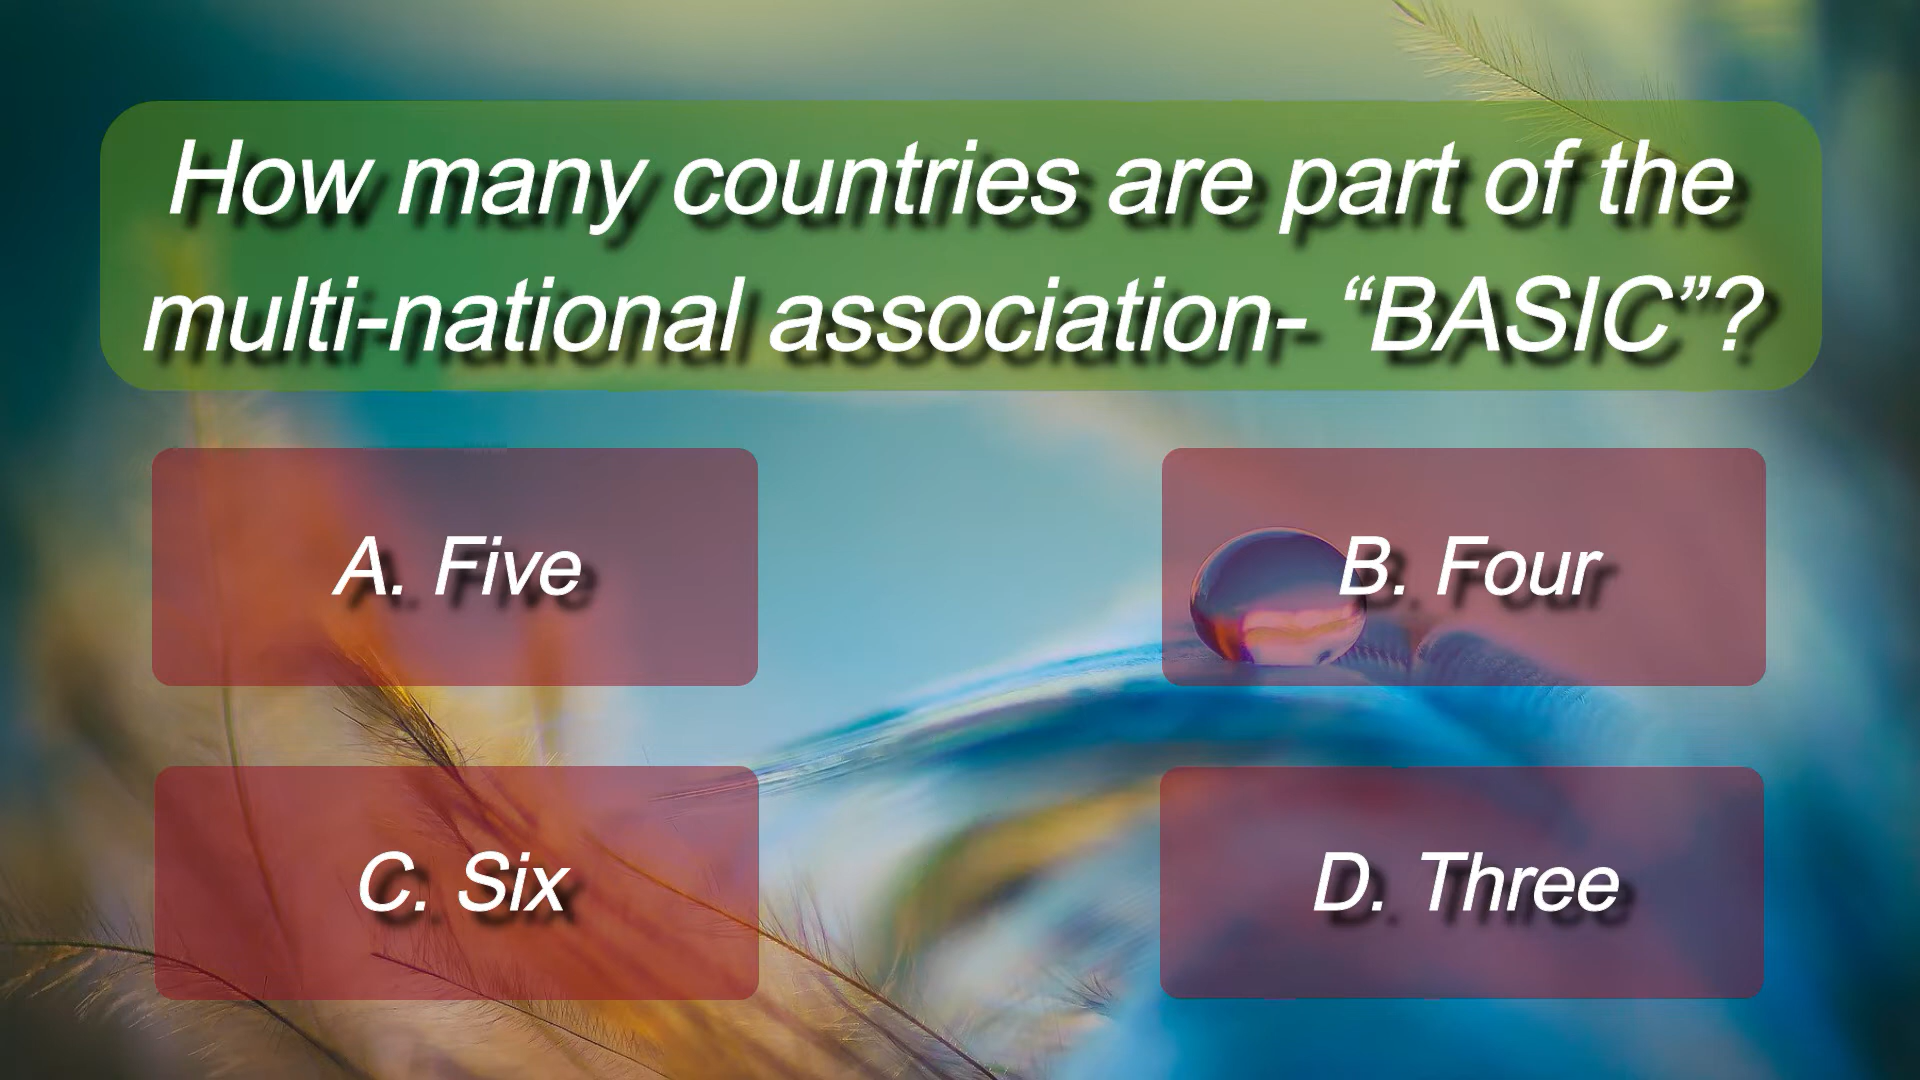 How many countries are part of the
multi-national association- “BASIC”?
A. Five
B. Four
C. Six
D. Three